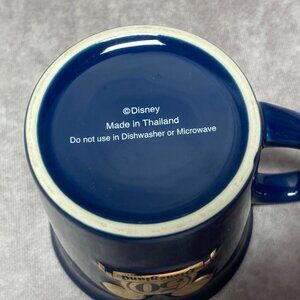 ©Disney
Made in Thailand
Do not use in Dishwasher or Microwave